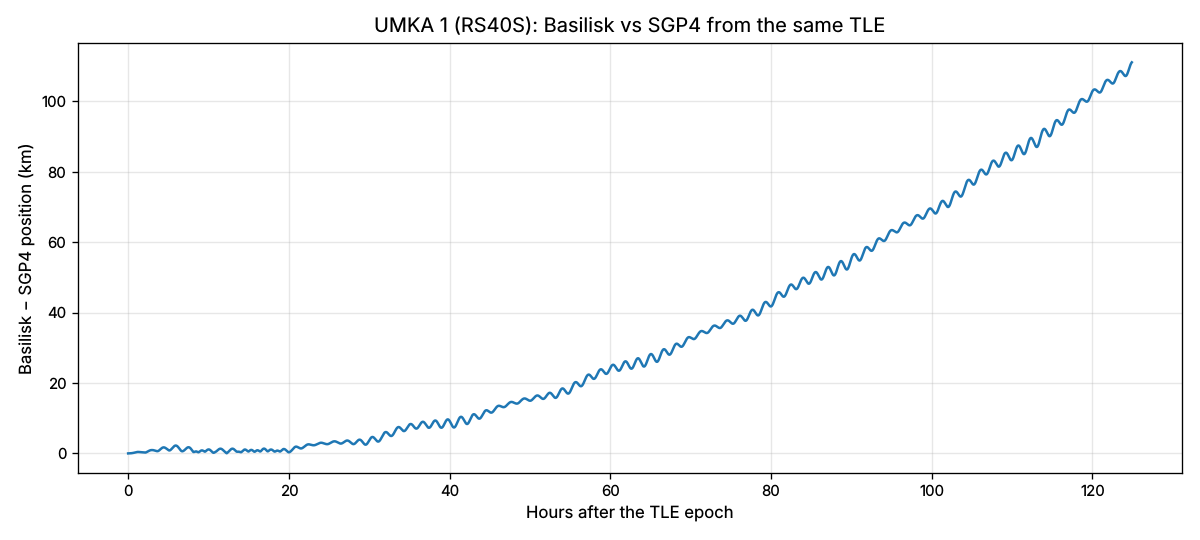 UMKA 1 (RS40S): Basilisk vs SGP4 from the same TLE
Basilisk − SGP4 position (km)
100
80
60
40
20
0
0 20 40 60 80 100 120
Hours after the TLE epoch